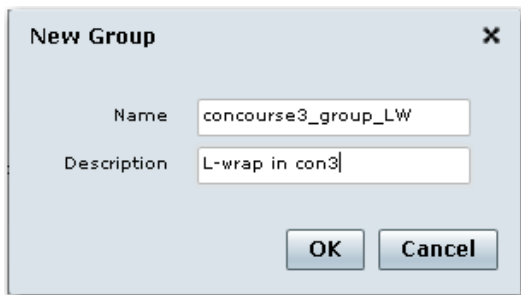 New Group
Name concourse3_group_LW
Description L-wrap in con3
OK Cancel